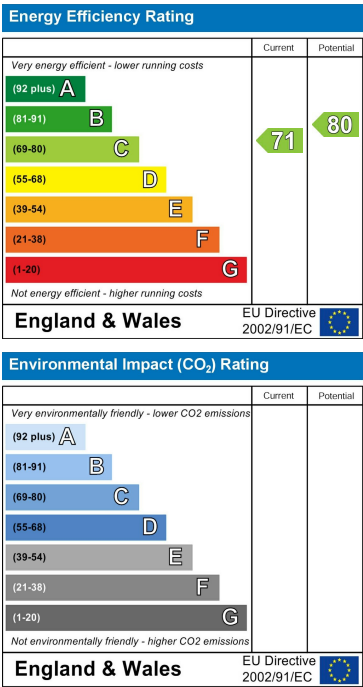 Energy Efficiency Rating
Current Potential
Very energy efficient - lower running costs
(92 plus) A
(81-91) B
(69-80) C
(55-68) D
(39-54) E
(21-38) F
(1-20) G
71 80
Not energy efficient - higher running costs
England & Wales
EU Directive
2002/91/EC
Environmental Impact (CO₂) Rating
Current Potential
Very environmentally friendly - lower CO2 emissions
(92 plus) A
(81-91) B
(69-80) C
(55-68) D
(39-54) E
(21-38) F
(1-20) G
Not environmentally friendly - higher CO2 emissions
England & Wales
EU Directive
2002/91/EC